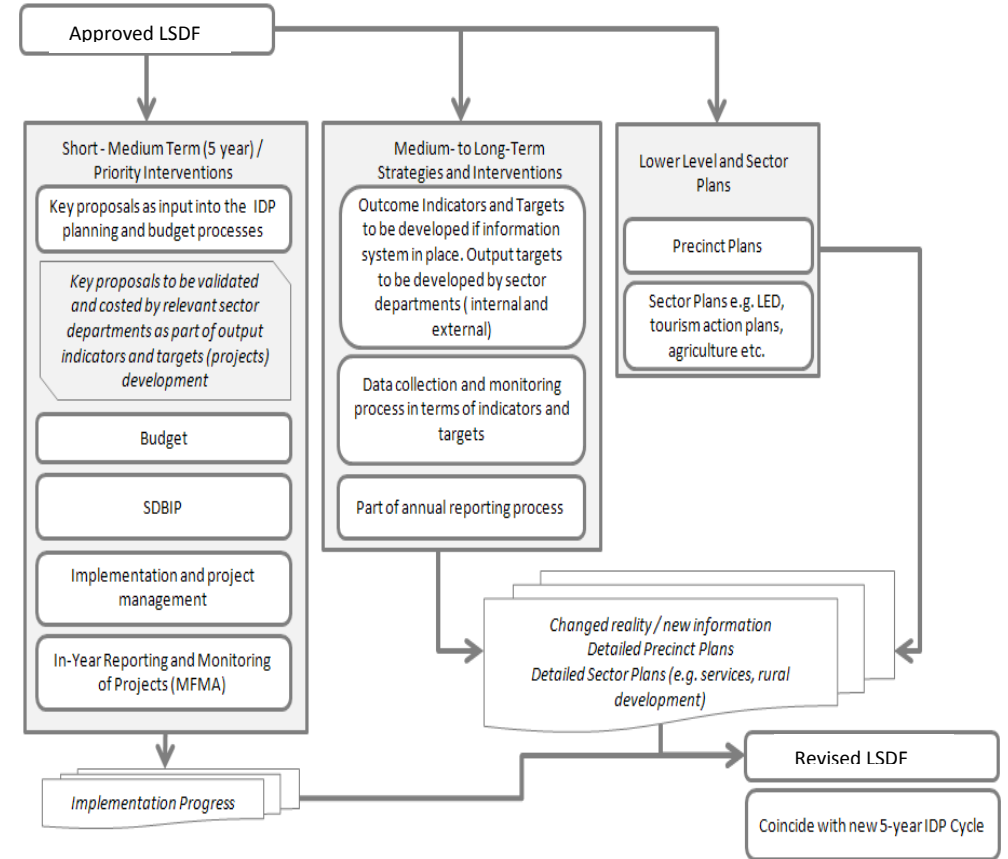 Approved LSDF
Short - Medium Term (5 year) /
Priority Interventions
Key proposals as input into the IDP
planning and budget processes
Key proposals to be validated
and costed by relevant sector
departments as part of output
indicators and targets (projects)
development
Budget
SDBIP
Implementation and project
management
In-Year Reporting and Monitoring
of Projects (MFMA)
Implementation Progress
Medium- to Long-Term
Strategies and Interventions
Outcome Indicators and Targets
to be developed if information
system in place. Output targets
to be developed by sector
departments ( internal and
external)
Data collection and monitoring
process in terms of indicators and
targets
Part of annual reporting process
Lower Level and Sector
Plans
Precinct Plans
Sector Plans e.g. LED,
tourism action plans,
agriculture etc.
Changed reality / new information
Detailed Precinct Plans
Detailed Sector Plans (e.g. services, rural
development)
Revised LSDF
Coincide with new 5-year IDP Cycle